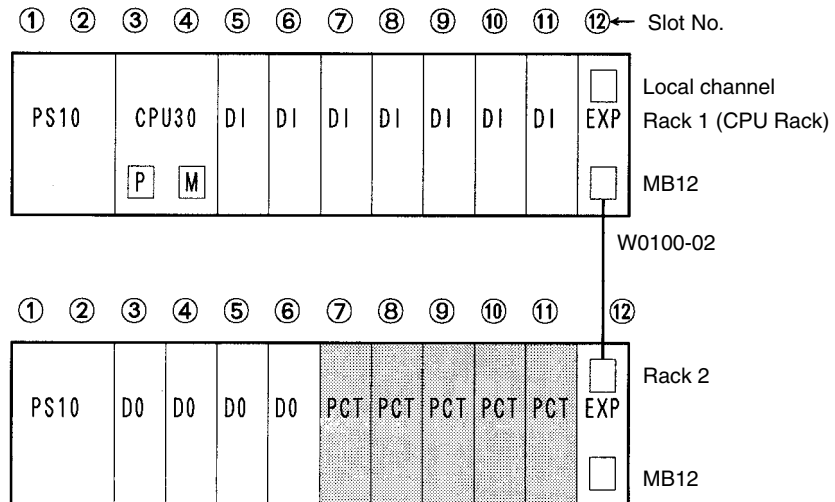 ① ② ③ ④ ⑤ ⑥ ⑦ ⑧ ⑨ ⑩ ⑪ ⑫← Slot No.
Local channel
PS10 CPU30 DI DI DI DI DI DI DI EXP Rack 1 (CPU Rack)
P M MB12
W0100-02
① ② ③ ④ ⑤ ⑥ ⑦ ⑧ ⑨ ⑩ ⑪ ⑫
Rack 2
PS10 DO DO DO DO PCT PCT PCT PCT PCT EXP
MB12